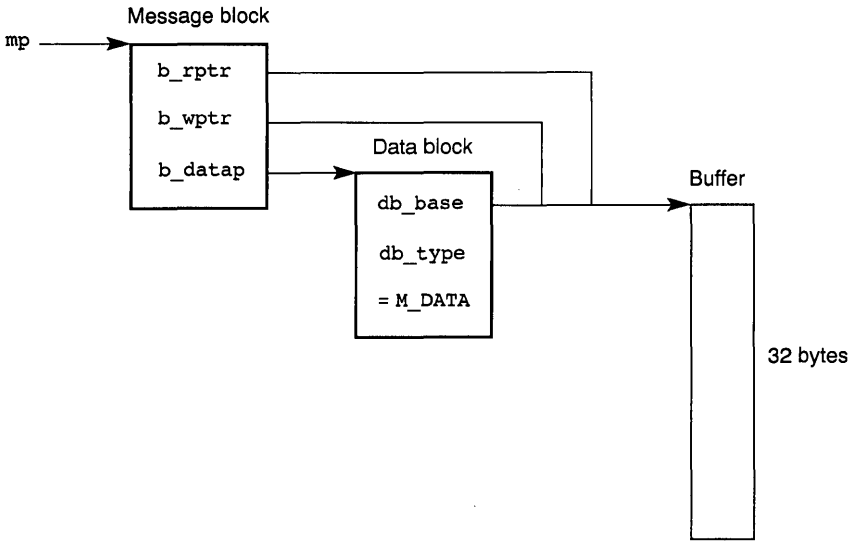 Message block
mp
b_rptr
b_wptr
b_datap
Data block
db_base
db_type
= M_DATA
Buffer
32 bytes